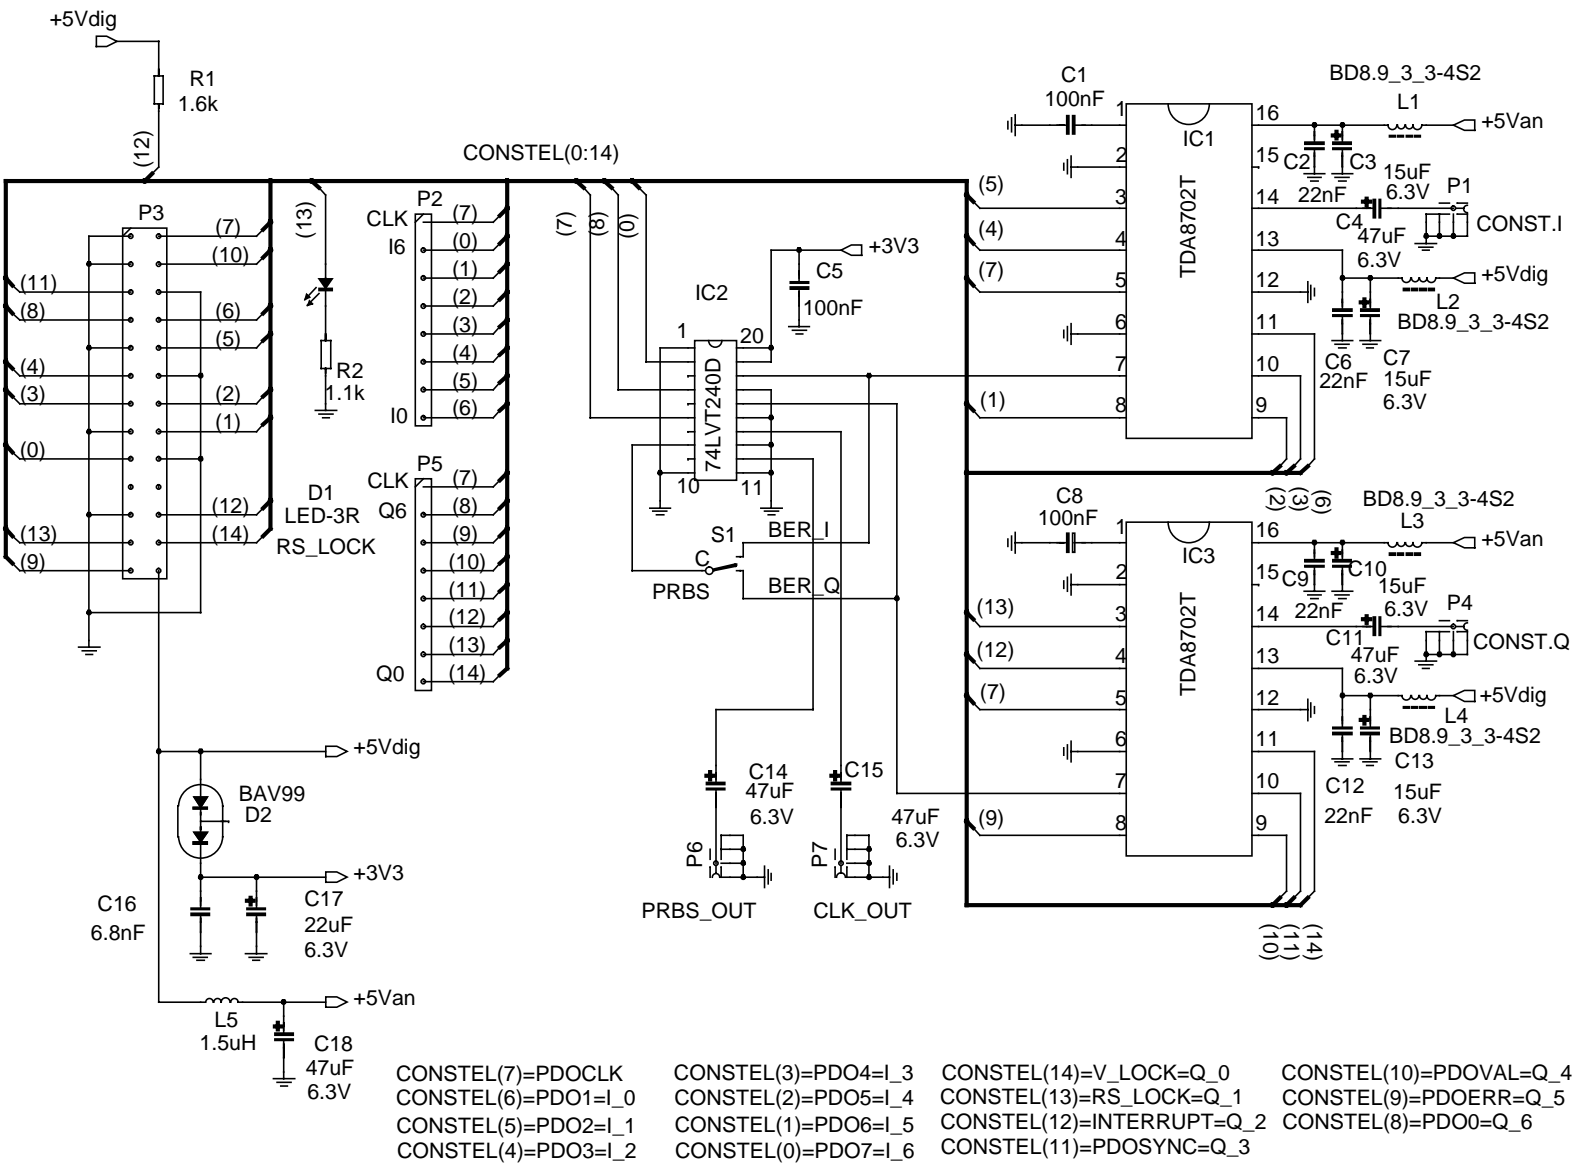 +5Vdig
R1
1.6k
(12)
CONSTEL(0:14)
P3
(7)
(10)
(11)
(8)
(6)
(5)
(4)
(3)
(2)
(1)
(0)
(12)
(13)
(14)
(9)
(13)
R2
1.1k
D1
LED-3R
RS_LOCK
P2
CLK
(7)
I6
(0)
(1)
(2)
(3)
(4)
(5)
I0
(6)
P5
CLK
(7)
Q6
(8)
(9)
(10)
(11)
(12)
(13)
Q0
(14)
(7)
(8)
(0)
+3V3
C5
100nF
IC2
1
20
74LVT240D
10
11
S1
BER_I
C
PRBS
BER_Q
C14
47uF
6.3V
C15
47uF
6.3V
P6
P7
PRBS_OUT
CLK_OUT
C1
100nF
IC1
TDA8702T
1
2
3
4
5
6
7
8
16
15
14
13
12
11
10
9
(5)
(4)
(7)
(1)
(2)
(3)
(6)
BD8.9_3_3-4S2
L1
+5Van
C2
C3
22nF
15uF
6.3V
P1
C4
47uF
6.3V
CONST.I
+5Vdig
L2
BD8.9_3_3-4S2
C6
22nF
C7
15uF
6.3V
C8
100nF
IC3
TDA8702T
1
2
3
4
5
6
7
8
16
15
14
13
12
11
10
9
(13)
(12)
(7)
(9)
(10)
(11)
(14)
BD8.9_3_3-4S2
L3
+5Van
C9
C10
22nF
15uF
6.3V
P4
C11
47uF
6.3V
CONST.Q
+5Vdig
L4
BD8.9_3_3-4S2
C12
22nF
C13
15uF
6.3V
+5Vdig
BAV99
D2
+3V3
C16
6.8nF
C17
22uF
6.3V
+5Van
L5
1.5uH
C18
47uF
6.3V
CONSTEL(7)=PDOCLK
CONSTEL(6)=PDO1=I_0
CONSTEL(5)=PDO2=I_1
CONSTEL(4)=PDO3=I_2
CONSTEL(3)=PDO4=I_3
CONSTEL(2)=PDO5=I_4
CONSTEL(1)=PDO6=I_5
CONSTEL(0)=PDO7=I_6
CONSTEL(14)=V_LOCK=Q_0
CONSTEL(13)=RS_LOCK=Q_1
CONSTEL(12)=INTERRUPT=Q_2
CONSTEL(11)=PDOSYNC=Q_3
CONSTEL(10)=PDOVAL=Q_4
CONSTEL(9)=PDOERR=Q_5
CONSTEL(8)=PDO0=Q_6